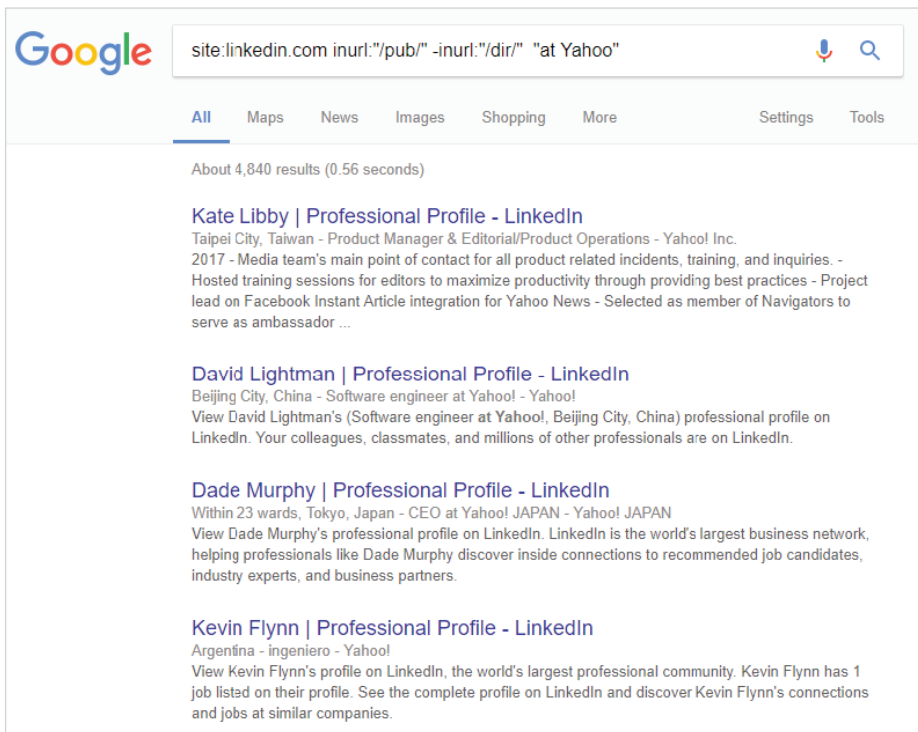 Google
site:linkedin.com inurl:"/pub/" -inurl:"/dir/"  "at Yahoo"
All Maps News Images Shopping More Settings Tools
About 4,840 results (0.56 seconds)
Kate Libby | Professional Profile - LinkedIn
Taipei City, Taiwan - Product Manager & Editorial/Product Operations - Yahoo! Inc.
2017 - Media team's main point of contact for all product related incidents, training, and inquiries. -
Hosted training sessions for editors to maximize productivity through providing best practices - Project
lead on Facebook Instant Article integration for Yahoo News - Selected as member of Navigators to
serve as ambassador ...
David Lightman | Professional Profile - LinkedIn
Beijing City, China - Software engineer at Yahoo! - Yahoo!
View David Lightman's (Software engineer at Yahoo!, Beijing City, China) professional profile on
LinkedIn. Your colleagues, classmates, and millions of other professionals are on LinkedIn.
Dade Murphy | Professional Profile - LinkedIn
Within 23 wards, Tokyo, Japan - CEO at Yahoo! JAPAN - Yahoo! JAPAN
View Dade Murphy's professional profile on LinkedIn. LinkedIn is the world's largest business network,
helping professionals like Dade Murphy discover inside connections to recommended job candidates,
industry experts, and business partners.
Kevin Flynn | Professional Profile - LinkedIn
Argentina - ingeniero - Yahoo!
View Kevin Flynn's profile on LinkedIn, the world's largest professional community. Kevin Flynn has 1
job listed on their profile. See the complete profile on LinkedIn and discover Kevin Flynn's connections
and jobs at similar companies.